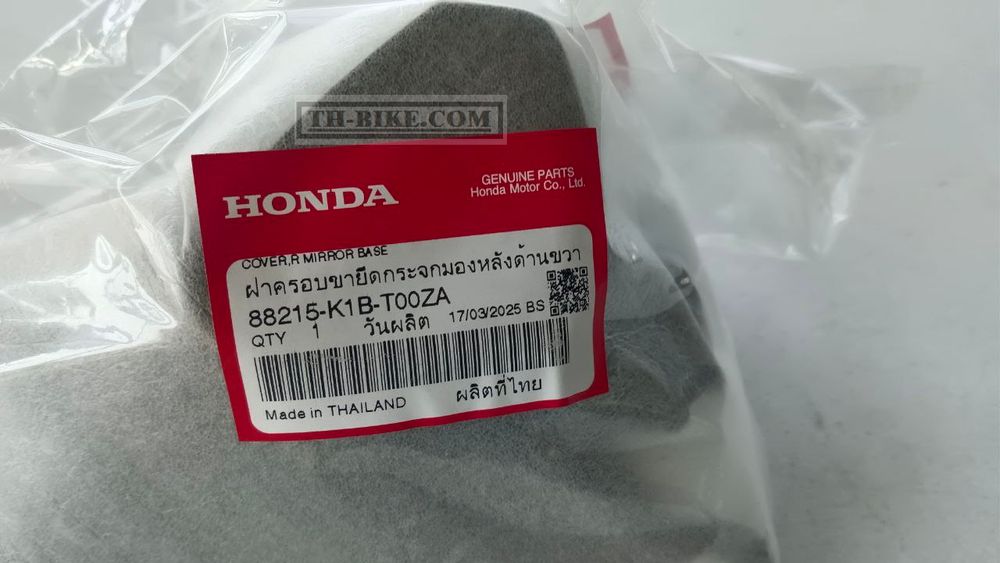 TH-BIKE.COM
HONDA
GENUINE PARTS
Honda Motor Co., Ltd.
COVER,R MIRROR BASE
ฝาครอบขายึดกระจกมองหลังด้านขวา
88215-K1B-T00ZA
QTY 1 วันผลิต 17/03/2025 BS
Made in THAILAND ผลิตที่ไทย